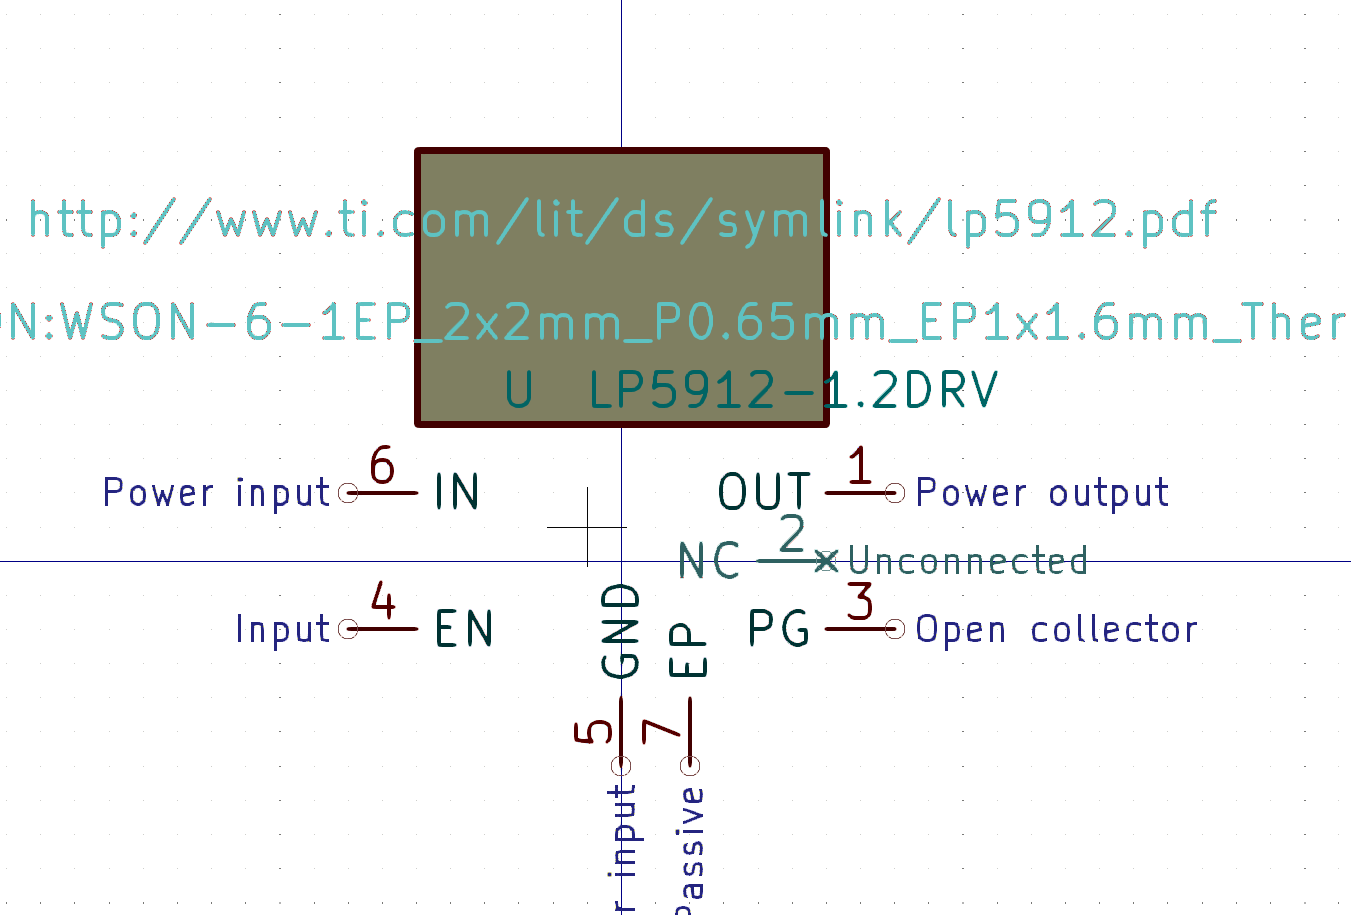 http://www.ti.com/lit/ds/symlink/lp5912.pdf
N:WSON-6-1EP_2x2mm_P0.65mm_EP1x1.6mm_Ther
U LP5912-1.2DRV
Power input 6 IN OUT 1 Power output
NC 2 Unconnected
Input 4 EN PG 3 Open collector
GND
EP
5
7
r input
Passive